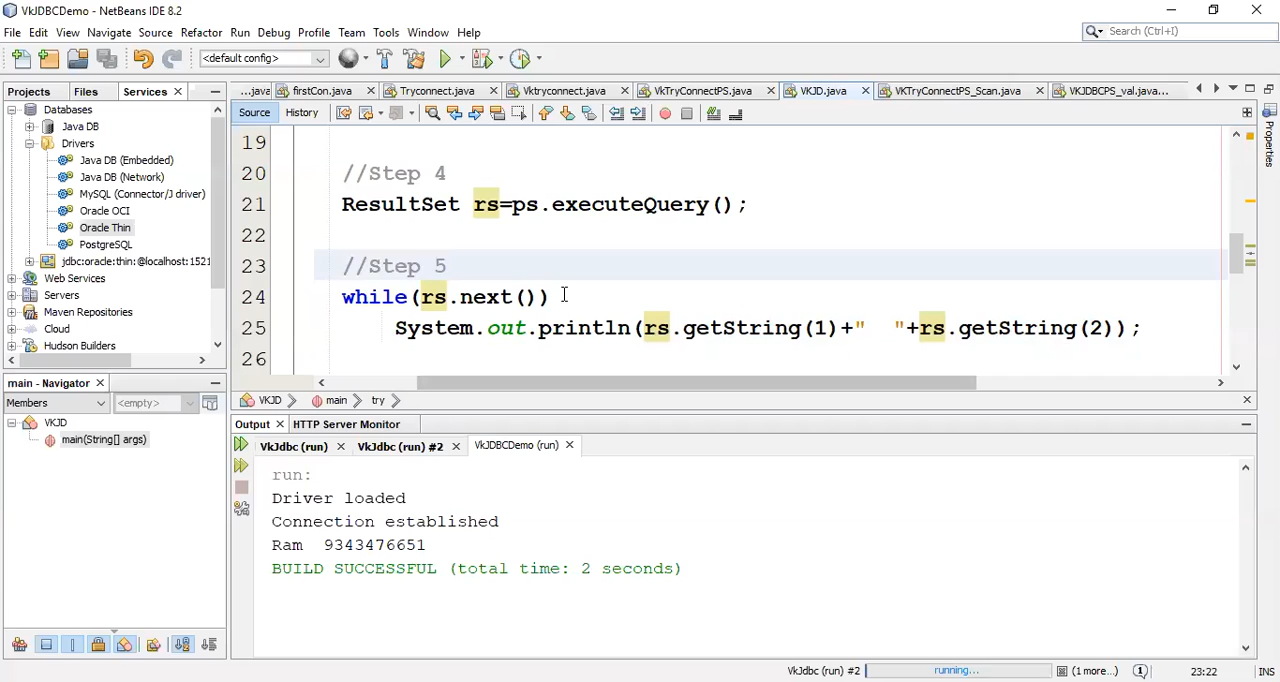 VkJDBCDemo - NetBeans IDE 8.2
File Edit View Navigate Source Refactor Run Debug Profile Team Tools Window Help
Search (Ctrl+I)
<default config>
Projects Files Services
...java firstCon.java Tryconnect.java Vktryconnect.java VkTryConnectPS.java VKJD.java VKTryConnectPS_Scan.java VKJDBCPS_val.java...
Source History
Databases
Java DB
Drivers
Java DB (Embedded)
Java DB (Network)
MySQL (Connector/J driver)
Oracle OCI
Oracle Thin
PostgreSQL
jdbc:oracle:thin:@localhost:1521
Web Services
Servers
Maven Repositories
Cloud
Hudson Builders
19
20 //Step 4
21 ResultSet rs=ps.executeQuery();
22
23 //Step 5
24 while(rs.next())
25 System.out.println(rs.getString(1)+"  "+rs.getString(2));
26
Properties
main - Navigator
Members <empty>
VKJD
main(String[] args)
VKJD main try
Output HTTP Server Monitor
VkJdbc (run) VkJdbc (run) #2 VkJDBCDemo (run)
run:
Driver loaded
Connection established
Ram  9343476651
BUILD SUCCESSFUL (total time: 2 seconds)
VkJdbc (run) #2 running... (1 more...) 1 23:22 INS